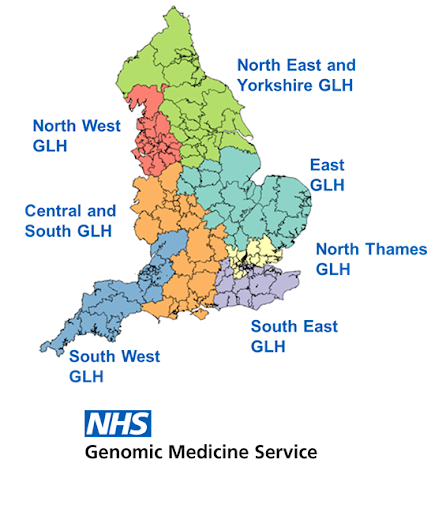 North East and
Yorkshire GLH
North West
GLH
East
GLH
Central and
South GLH
North Thames
GLH
South East
GLH
South West
GLH
NHS
Genomic Medicine Service